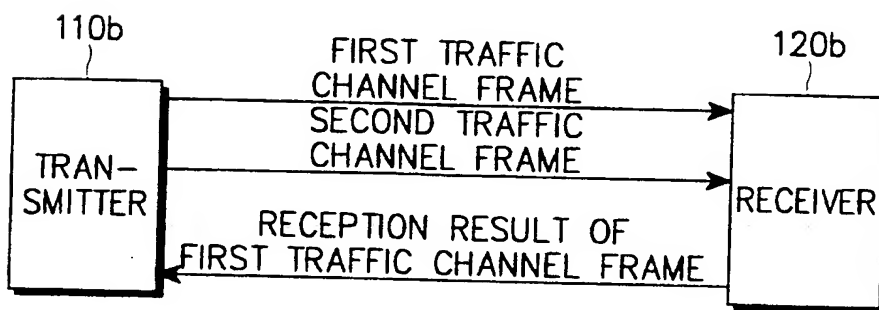 110b
120b
FIRST TRAFFIC
CHANNEL FRAME
SECOND TRAFFIC
CHANNEL FRAME
TRAN-
SMITTER
RECEIVER
RECEPTION RESULT OF
FIRST TRAFFIC CHANNEL FRAME